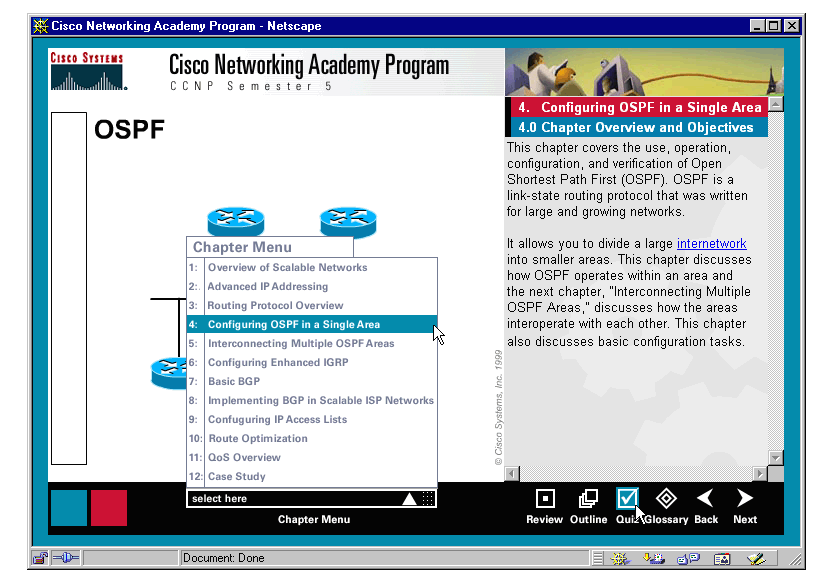 Cisco Networking Academy Program - Netscape
CISCO SYSTEMS
Cisco Networking Academy Program
CCNP Semester 5
OSPF
Chapter Menu
1: Overview of Scalable Networks
2: Advanced IP Addressing
3: Routing Protocol Overview
4: Configuring OSPF in a Single Area
5: Interconnecting Multiple OSPF Areas
6: Configuring Enhanced IGRP
7: Basic BGP
8: Implementing BGP in Scalable ISP Networks
9: Confuguring IP Access Lists
10: Route Optimization
11: QoS Overview
12: Case Study
select here
Chapter Menu
© Cisco Systems, Inc. 1999
4. Configuring OSPF in a Single Area
4.0 Chapter Overview and Objectives
This chapter covers the use, operation,
configuration, and verification of Open
Shortest Path First (OSPF). OSPF is a
link-state routing protocol that was written
for large and growing networks.
It allows you to divide a large internetwork
into smaller areas. This chapter discusses
how OSPF operates within an area and
the next chapter, "Interconnecting Multiple
OSPF Areas," discusses how the areas
interoperate with each other. This chapter
also discusses basic configuration tasks.
Review Outline Quiz Glossary Back Next
Document: Done